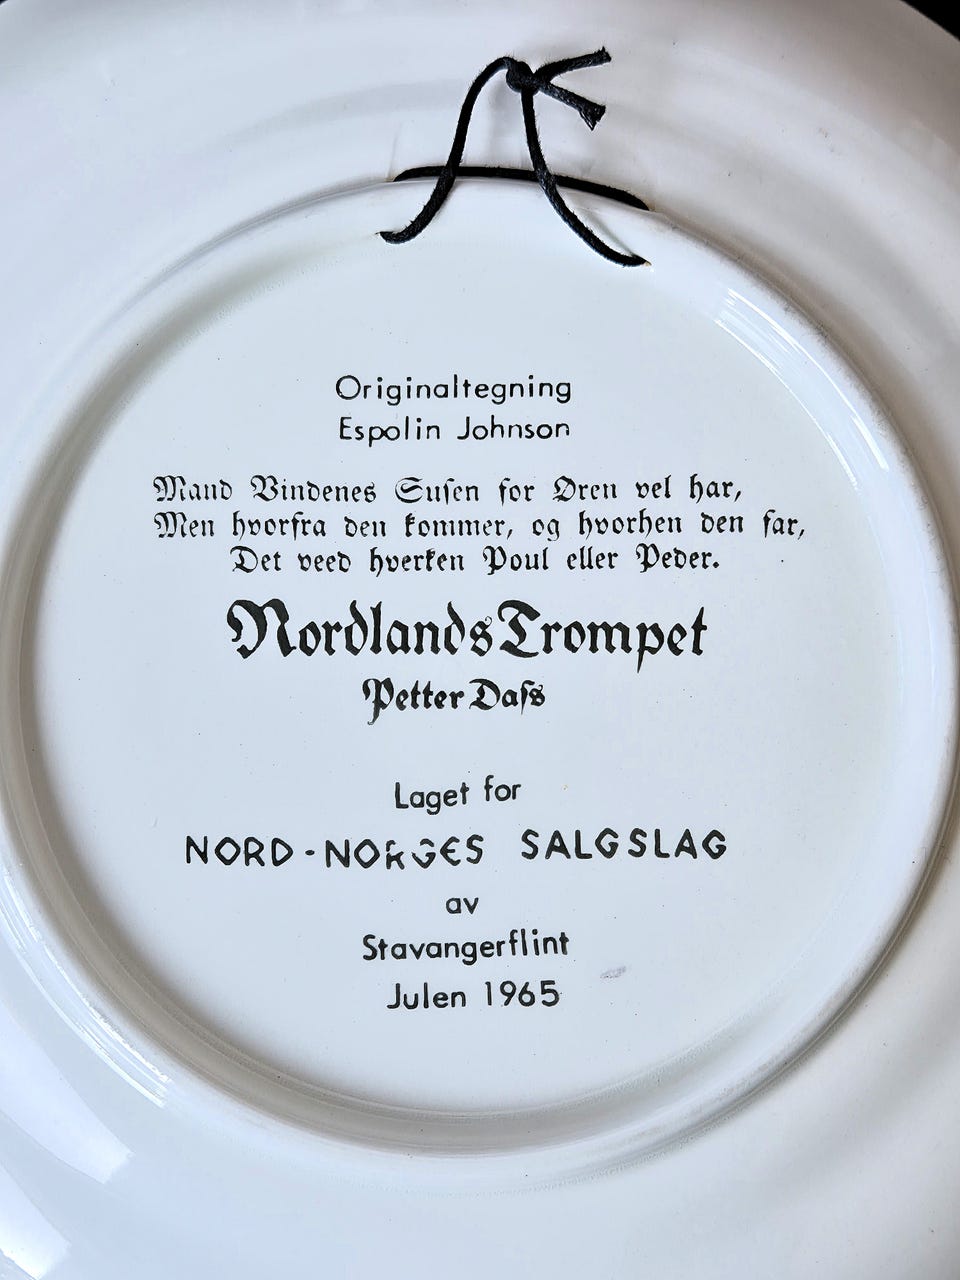 Originaltegning
Espolin Johnson
Mand Vindenes Susen for Øren vel har,
Men hvorfra den kommer, og hvorhen den far,
Det veed hverken Poul eller Peder.
Nordlands Trompet
Petter Dass
Laget for
NORD-NORGES SALGSLAG
av
Stavangerflint
Julen 1965